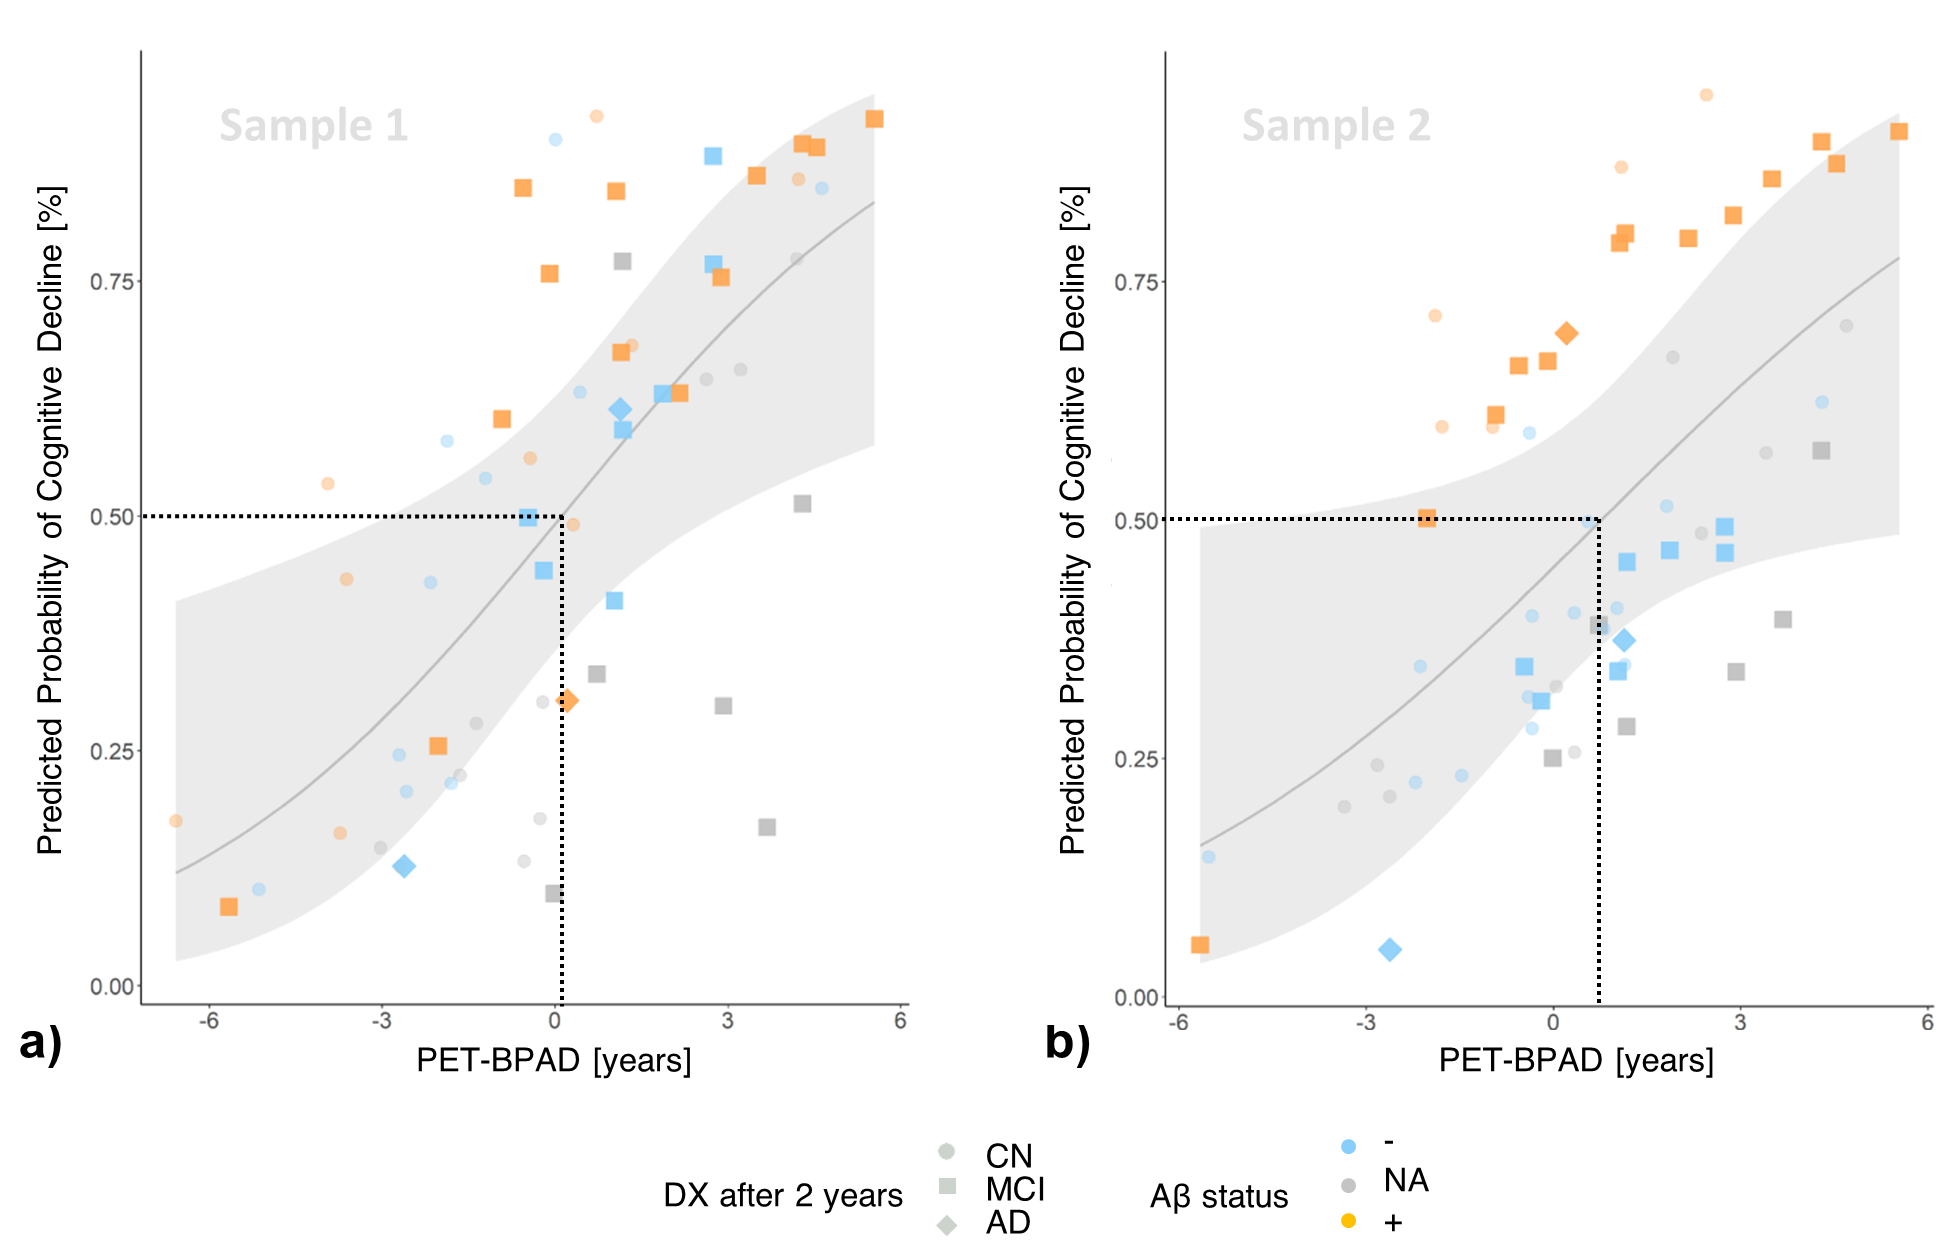 Sample 1
Predicted Probability of Cognitive Decline [%]
0.75
0.50
0.25
0.00
-6 -3 0 3 6
a)
PET-BPAD [years]
Sample 2
Predicted Probability of Cognitive Decline [%]
0.75
0.50
0.25
0.00
-6 -3 0 3 6
b)
PET-BPAD [years]
DX after 2 years
CN
MCI
AD
Aβ status
-
NA
+